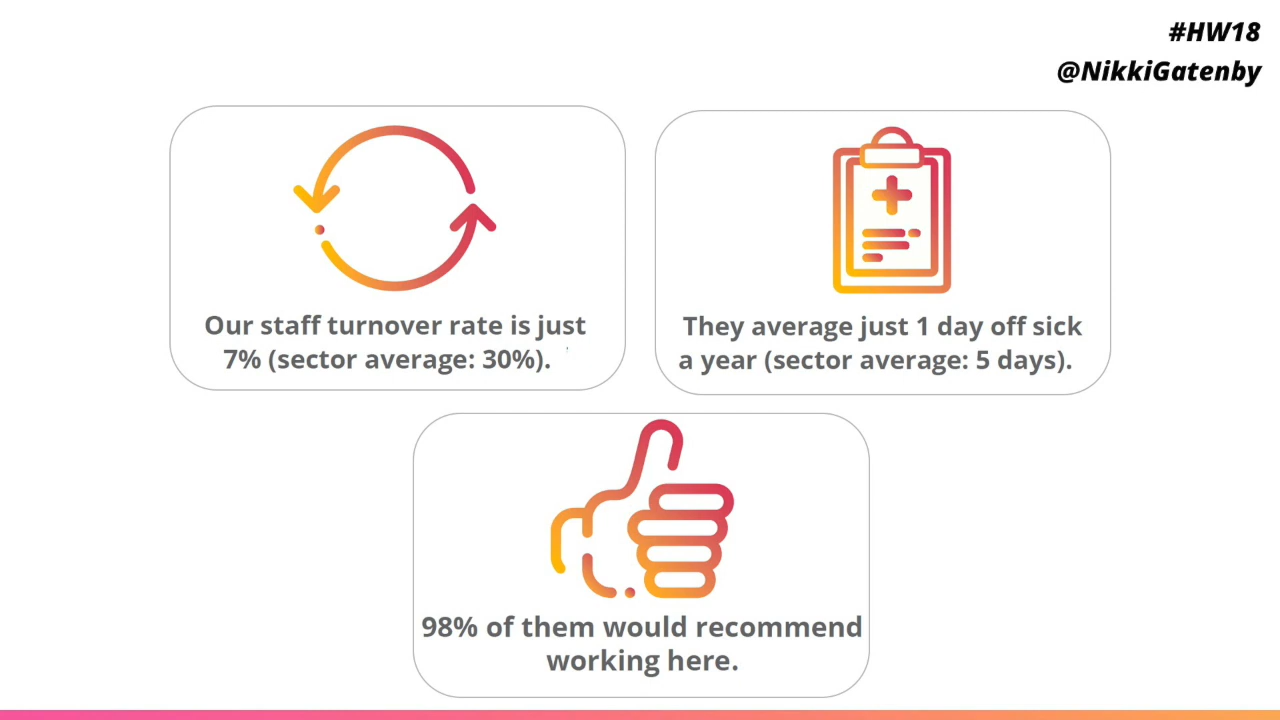 #HW18
@NikkiGatenby
Our staff turnover rate is just
7% (sector average: 30%).
They average just 1 day off sick
a year (sector average: 5 days).
98% of them would recommend
working here.